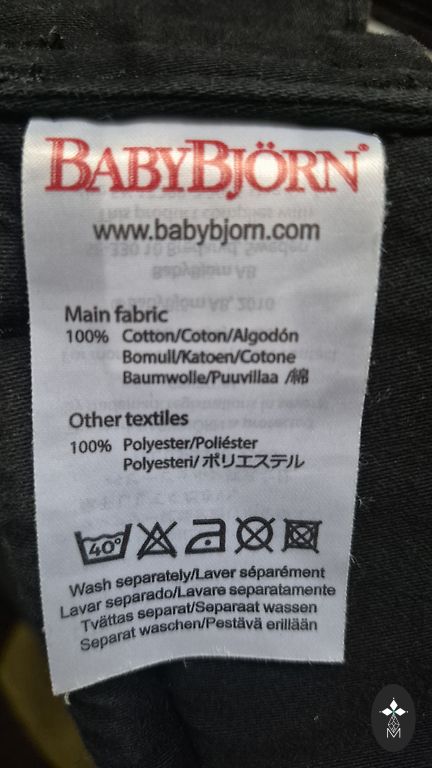 BABYBJÖRN®
www.babybjorn.com
Main fabric
100% Cotton/Coton/Algodón
Bomull/Katoen/Cotone
Baumwolle/Puuvillaa /綿
Other textiles
100% Polyester/Poliéster
Polyesteri/ポリエステル
40°
Wash separately/Laver séparément
Lavar separado/Lavare separatamente
Tvättas separat/Separaat wassen
Separat waschen/Pestävä erillään
M